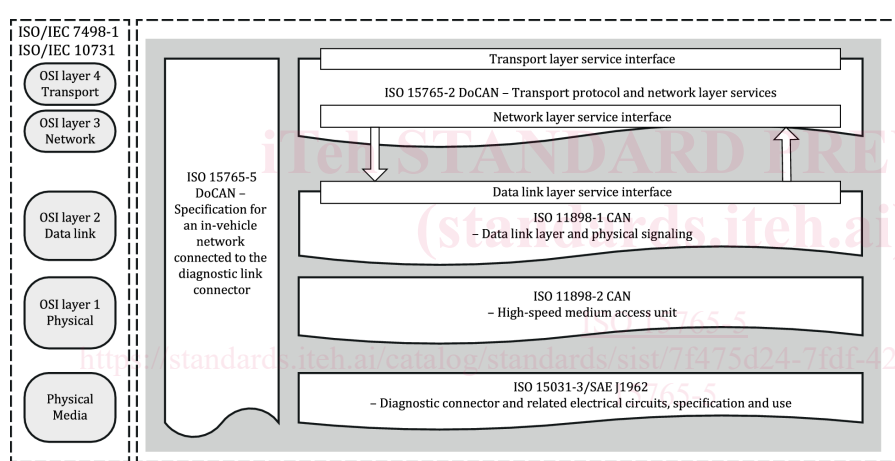 ISO/IEC 7498-1
ISO/IEC 10731
OSI layer 4
Transport
OSI layer 3
Network
OSI layer 2
Data link
OSI layer 1
Physical
Physical
Media
ISO 15765-5
DoCAN –
Specification for
an in-vehicle
network
connected to the
diagnostic link
connector
Transport layer service interface
ISO 15765-2 DoCAN – Transport protocol and network layer services
Network layer service interface
Data link layer service interface
ISO 11898-1 CAN
– Data link layer and physical signaling
ISO 11898-2 CAN
– High-speed medium access unit
ISO 15031-3/SAE J1962
– Diagnostic connector and related electrical circuits, specification and use
iTeh STANDARD PRE
(standards.iteh.ai
ISO 15765-5
https://standards.iteh.ai/catalog/standards/sist/7f475d24-7fdf-42
15765-5